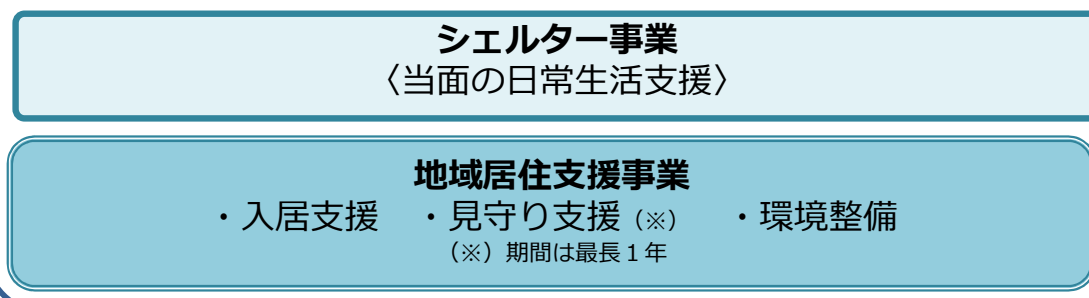 シェルター事業
〈当面の日常生活支援〉
地域居住支援事業
・入居支援　・見守り支援（※）　・環境整備
（※）期間は最長１年